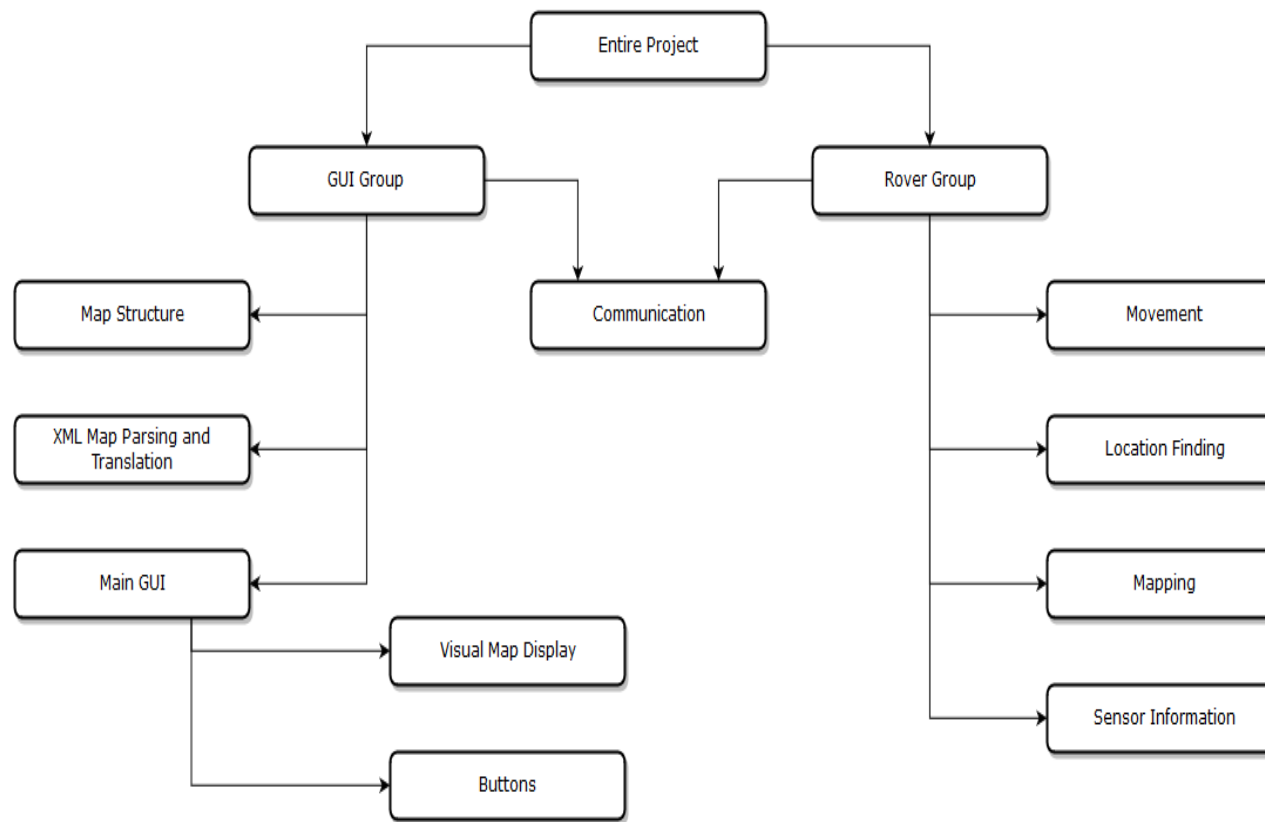 Entire Project
GUI Group
Rover Group
Map Structure
Communication
Movement
XML Map Parsing and
Translation
Location Finding
Main GUI
Mapping
Visual Map Display
Sensor Information
Buttons